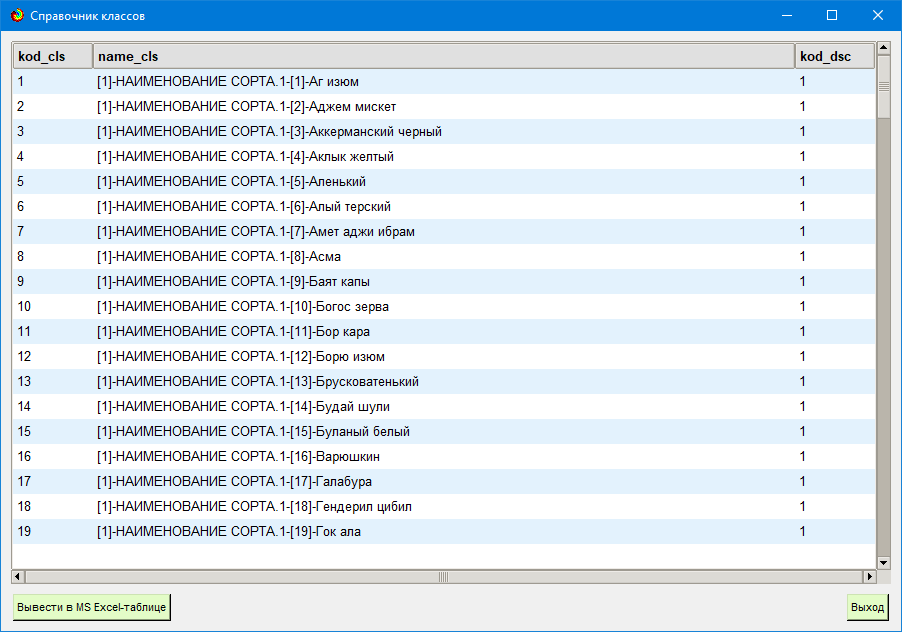 Справочник классов
kod_cls name_cls kod_dsc
1 [1]-НАИМЕНОВАНИЕ СОРТА.1-[1]-Аг изюм 1
2 [1]-НАИМЕНОВАНИЕ СОРТА.1-[2]-Аджем мискет 1
3 [1]-НАИМЕНОВАНИЕ СОРТА.1-[3]-Аккерманский черный 1
4 [1]-НАИМЕНОВАНИЕ СОРТА.1-[4]-Аклык желтый 1
5 [1]-НАИМЕНОВАНИЕ СОРТА.1-[5]-Аленький 1
6 [1]-НАИМЕНОВАНИЕ СОРТА.1-[6]-Алый терский 1
7 [1]-НАИМЕНОВАНИЕ СОРТА.1-[7]-Амет аджи ибрам 1
8 [1]-НАИМЕНОВАНИЕ СОРТА.1-[8]-Асма 1
9 [1]-НАИМЕНОВАНИЕ СОРТА.1-[9]-Баят капы 1
10 [1]-НАИМЕНОВАНИЕ СОРТА.1-[10]-Богос зерва 1
11 [1]-НАИМЕНОВАНИЕ СОРТА.1-[11]-Бор кара 1
12 [1]-НАИМЕНОВАНИЕ СОРТА.1-[12]-Борю изюм 1
13 [1]-НАИМЕНОВАНИЕ СОРТА.1-[13]-Брусковатенький 1
14 [1]-НАИМЕНОВАНИЕ СОРТА.1-[14]-Будай шули 1
15 [1]-НАИМЕНОВАНИЕ СОРТА.1-[15]-Буланый белый 1
16 [1]-НАИМЕНОВАНИЕ СОРТА.1-[16]-Варюшкин 1
17 [1]-НАИМЕНОВАНИЕ СОРТА.1-[17]-Галабура 1
18 [1]-НАИМЕНОВАНИЕ СОРТА.1-[18]-Гендерил цибил 1
19 [1]-НАИМЕНОВАНИЕ СОРТА.1-[19]-Гок ала 1
Вывести в MS Excel-таблице Выход